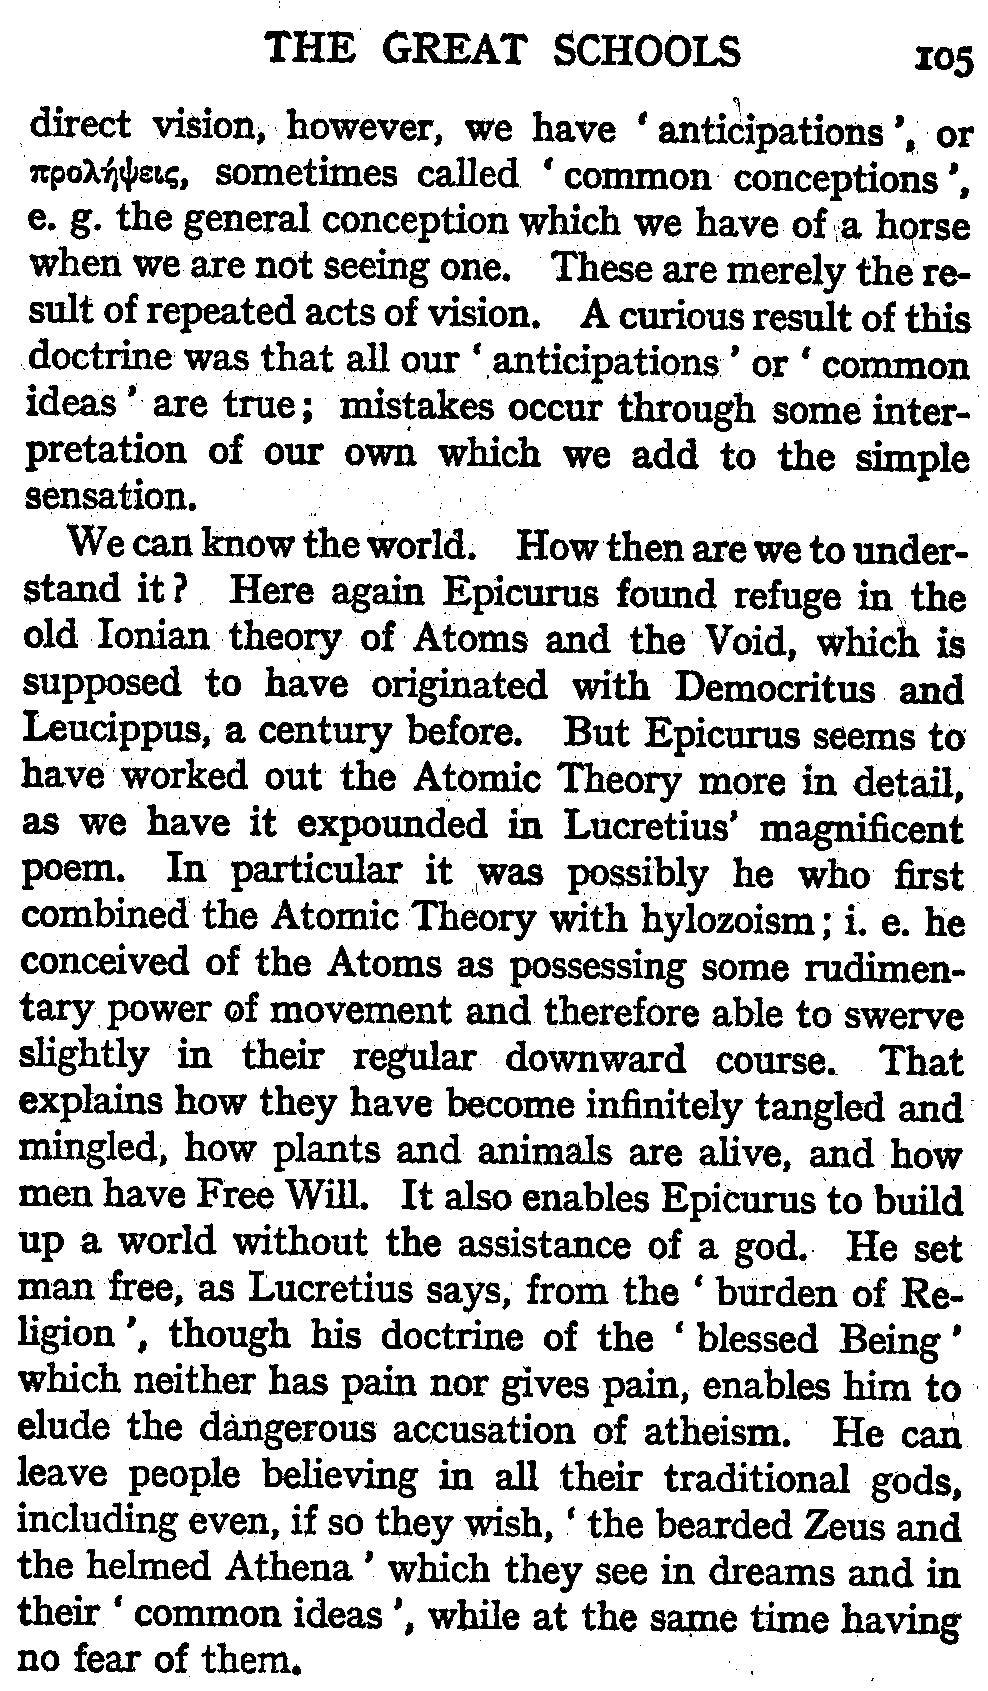 THE GREAT SCHOOLS 105
direct vision, however, we have ‘ anticipations ’, or
προλήψεις, sometimes called ‘ common conceptions ’,
e. g. the general conception which we have of a horse
when we are not seeing one. These are merely the re-
sult of repeated acts of vision. A curious result of this
doctrine was that all our ‘ anticipations ’ or ‘ common
ideas ’ are true; mistakes occur through some inter-
pretation of our own which we add to the simple
sensation.
We can know the world. How then are we to under-
stand it? Here again Epicurus found refuge in the
old Ionian theory of Atoms and the Void, which is
supposed to have originated with Democritus and
Leucippus, a century before. But Epicurus seems to
have worked out the Atomic Theory more in detail,
as we have it expounded in Lucretius’ magnificent
poem. In particular it was possibly he who first
combined the Atomic Theory with hylozoism; i. e. he
conceived of the Atoms as possessing some rudimen-
tary power of movement and therefore able to swerve
slightly in their regular downward course. That
explains how they have become infinitely tangled and
mingled, how plants and animals are alive, and how
men have Free Will. It also enables Epicurus to build
up a world without the assistance of a god. He set
man free, as Lucretius says, from the ‘ burden of Re-
ligion ’, though his doctrine of the ‘ blessed Being ’
which neither has pain nor gives pain, enables him to
elude the dangerous accusation of atheism. He can
leave people believing in all their traditional gods,
including even, if so they wish, ‘ the bearded Zeus and
the helmed Athena ’ which they see in dreams and in
their ‘ common ideas ’, while at the same time having
no fear of them.